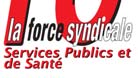 la force syndicale
Services Publics et
de Santé